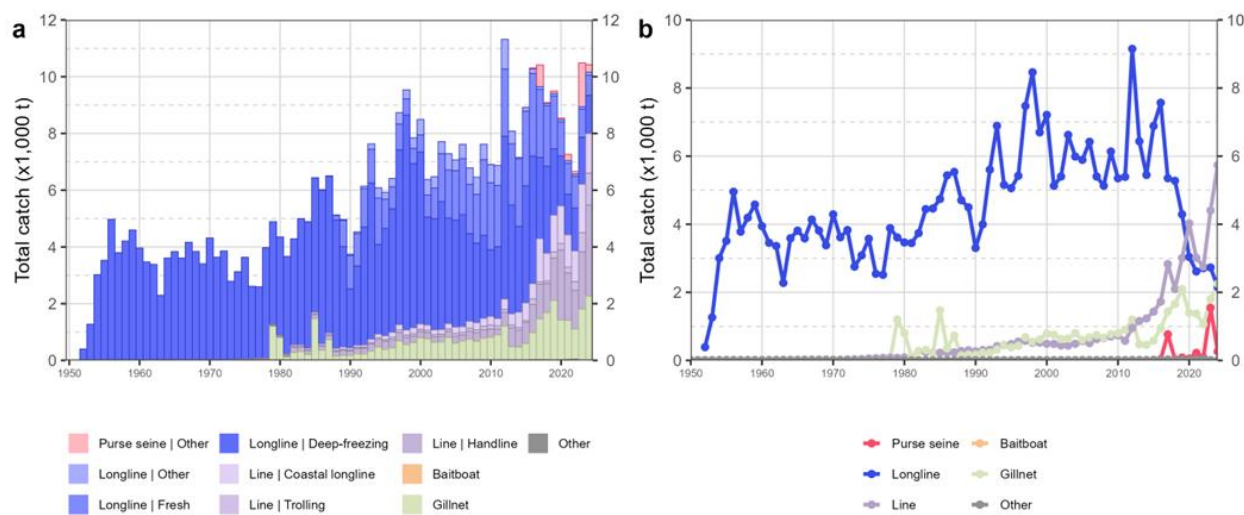 a
Total catch (x1,000 t)
12
10
8
6
4
2
0
12
10
8
6
4
2
0
1950 1960 1970 1980 1990 2000 2010 2020
Purse seine | Other Longline | Deep-freezing Line | Handline Other
Longline | Other Line | Coastal longline Baitboat
Longline | Fresh Line | Trolling Gillnet
b
Total catch (x1,000 t)
10
8
6
4
2
0
10
8
6
4
2
0
1950 1960 1970 1980 1990 2000 2010 2020
Purse seine Baitboat
Longline Gillnet
Line Other